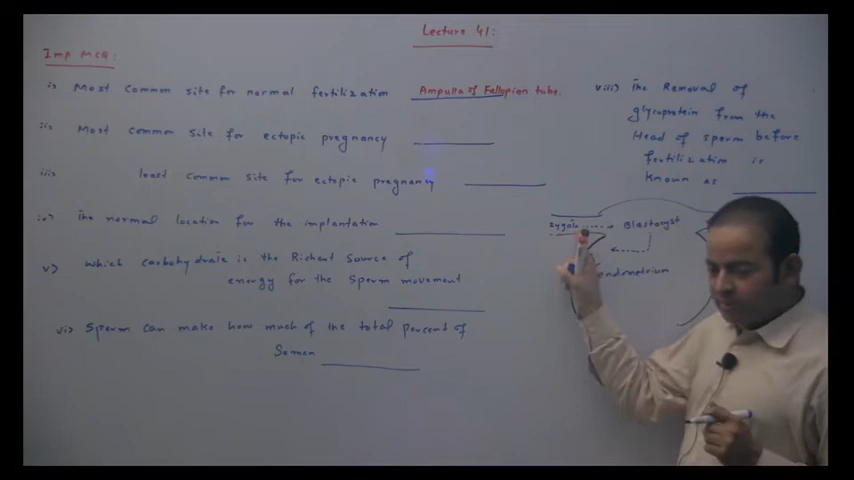 Lecture 41:
Imp MCQ:
i> Most common site for normal fertilization Ampulla of Fallopian tube.
ii> Most common site for ectopic pregnancy
iii> least common site for ectopic pregnancy
iv> The normal location for the implantation
v> which carbohydrate is the Richest Source of
energy for the Sperm movement
vi> Sperm can make how much of the total percent of
Semen
viii> The Removal of
glycoprotein from the
Head of sperm before
fertilization is
known as
zygote Blastocyst
Endometrium